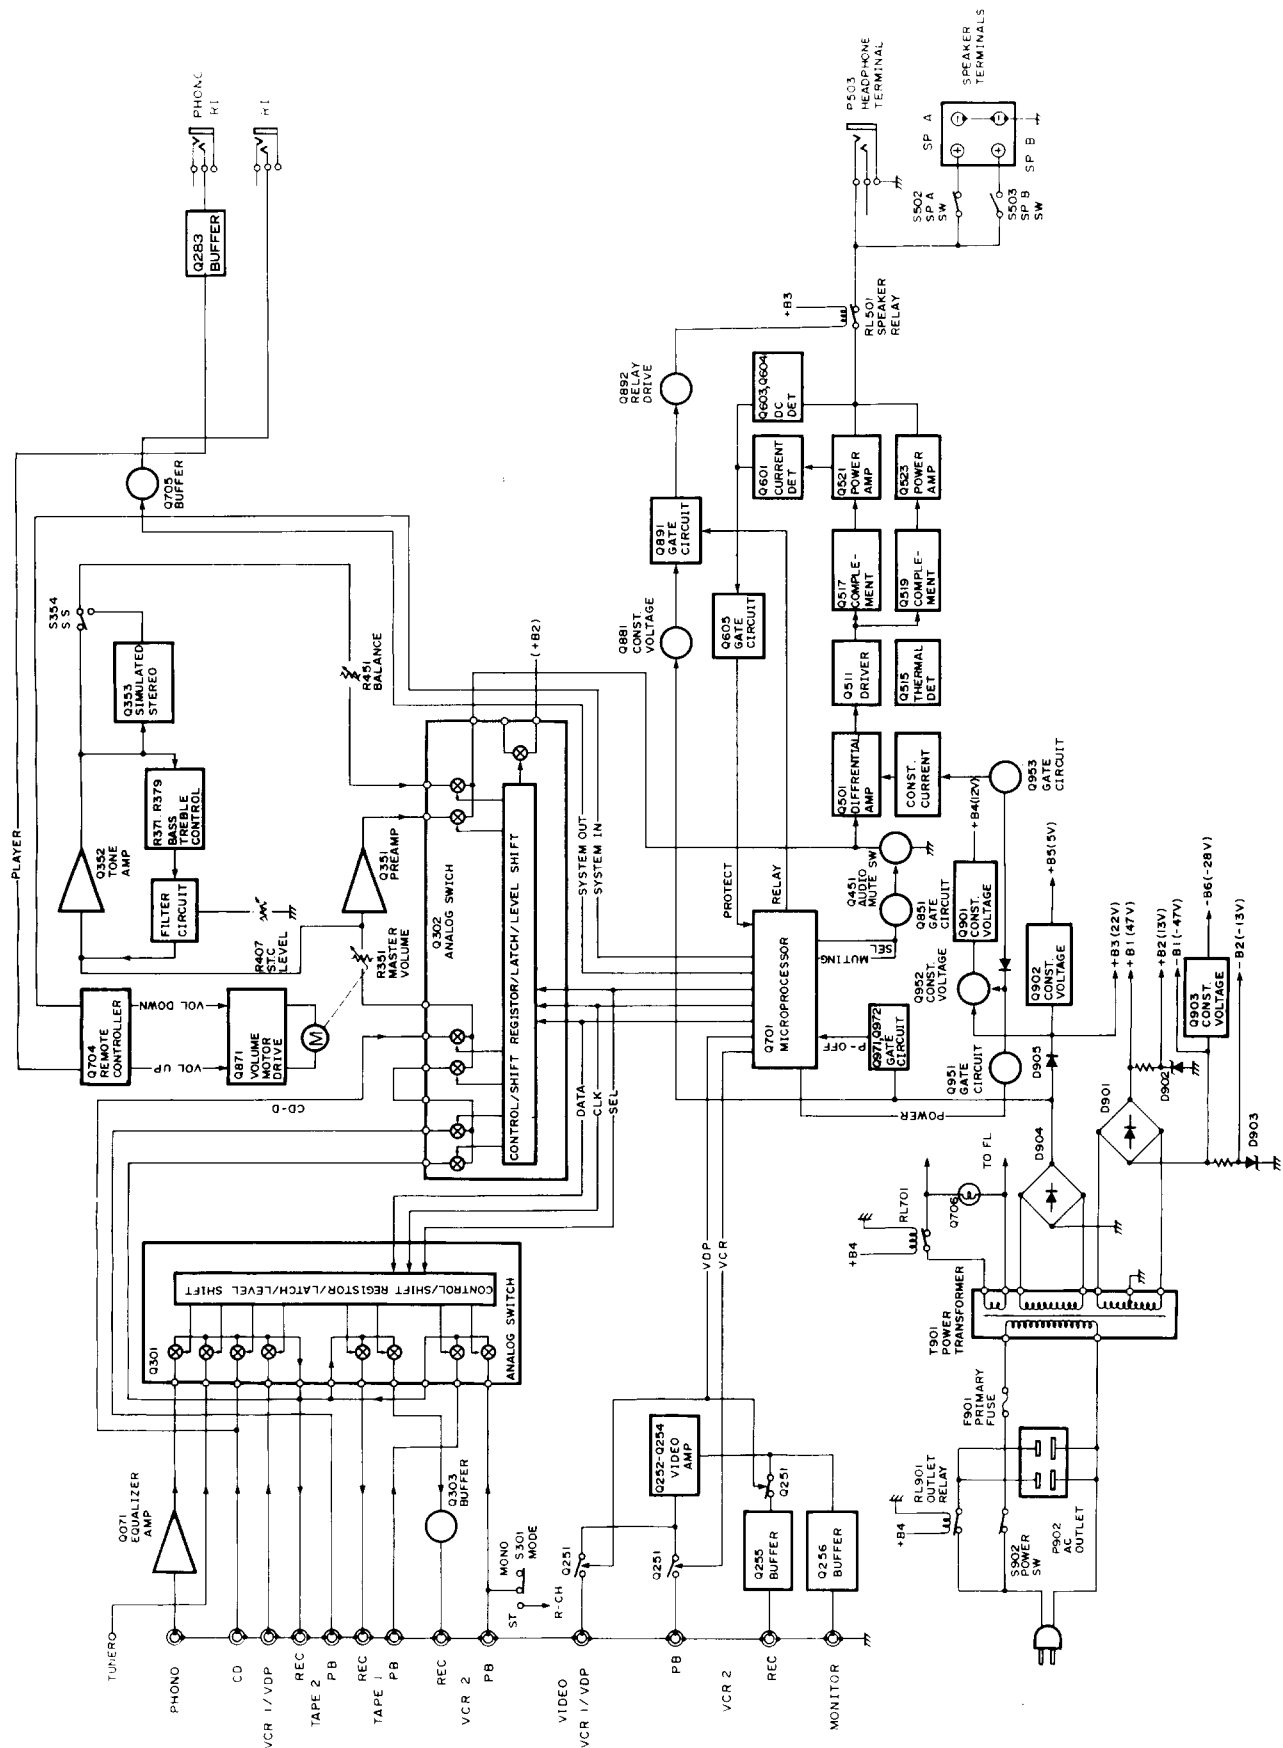 TUNER
PHONO
CD
VCR 1/VDP
REC
TAPE 2
PB
REC
TAPE 1
PB
REC
VCR 2
PB
VIDEO
VCR 1/VDP
PB
VCR 2
REC
MONITOR
Q071
EQUALIZER
AMP
Q303
BUFFER
MONO
S301
MODE
ST
R-CH
Q251
Q251
Q252~Q254
VIDEO
AMP
Q251
Q255
BUFFER
Q256
BUFFER
VDP
VCR
Q301
CONTROL/SHIFT REGISTOR/LATCH/LEVEL SHIFT
ANALOG SWITCH
CD-D
PLAYER
Q704
REMOTE
CONTROLLER
VOL UP
VOL DOWN
Q871
VOLUME
MOTOR
DRIVE
M
R351
MASTER
VOLUME
R407
ST.C
LEVEL
Q352
TONE
AMP
FILTER
CIRCUIT
R371, R379
BASS
TREBLE
CONTROL
Q353
SIMULATED
STEREO
S354
S S
Q351
PREAMP
R451
BALANCE
Q302
ANALOG SWICH
CONTROL/SHIFT REGISTOR/LATCH/LEVEL SHIFT
(+B2)
DATA
CLK
SEL
SYSTEM OUT
SYSTEM IN
Q705
BUFFER
Q283
BUFFER
PHONO
RI
RI
Q701
MICROPROCESSOR
PROTECT
RELAY
MUTING
SEL
P-OFF
POWER
Q971, Q972
GATE
CIRCUIT
Q451
AUDIO
MUTE SW
Q851
GATE
CIRCUIT
Q881
CONST.
VOLTAGE
Q891
GATE
CIRCUIT
Q892
RELAY
DRIVE
Q605
GATE
CIRCUIT
Q601
CURRENT
DET
Q603, Q604
DC
DET
Q501
DIFFERENTIAL
AMP
CONST.
CURRENT
Q511
DRIVER
Q515
THERMAL
DET
Q517
COMPLE-
MENT
Q519
COMPLE-
MENT
Q521
POWER
AMP
Q523
POWER
AMP
+B3
RL501
SPEAKER
RELAY
P503
HEADPHONE
TERMINAL
S502
SP A
SW
S503
SP B
SW
SP A
SP B
SPEAKER
TERMINALS
Q953
GATE
CIRCUIT
+B4(12V)
Q901
CONST.
VOLTAGE
Q952
CONST.
VOLTAGE
Q951
GATE
CIRCUIT
Q902
CONST.
VOLTAGE
+B5(5V)
D905
+B3(22V)
+B1(47V)
+B2(13V)
-B1(-47V)
Q903
CONST.
VOLTAGE
-B6(-28V)
-B2(-13V)
D901
D902
D903
D904
TO FL
Q706
RL701
+B4
T901
POWER
TRANSFORMER
F901
PRIMARY
FUSE
RL901
OUTLET
RELAY
+B4
S902
POWER
SW
P902
AC
OUTLET